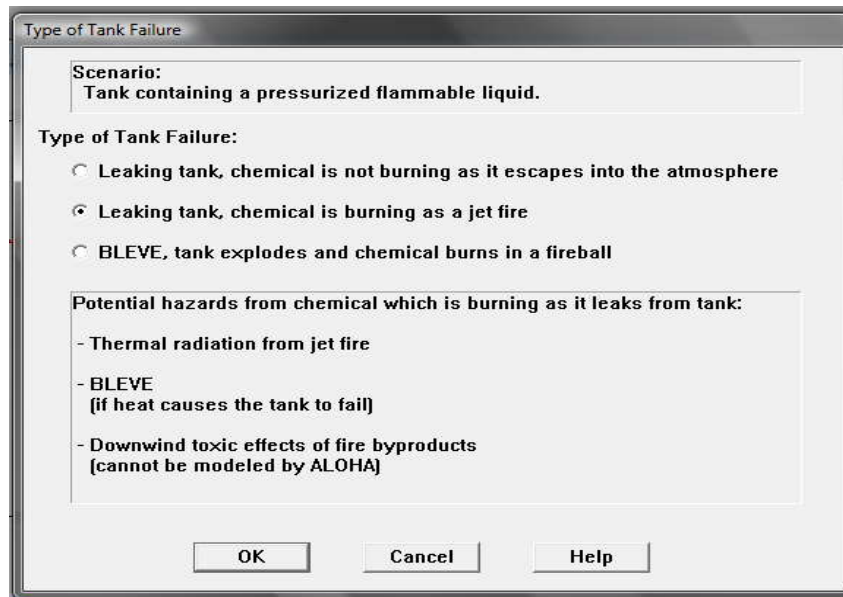 Type of Tank Failure
Scenario:
Tank containing a pressurized flammable liquid.
Type of Tank Failure:
Leaking tank, chemical is not burning as it escapes into the atmosphere
Leaking tank, chemical is burning as a jet fire
BLEVE, tank explodes and chemical burns in a fireball
Potential hazards from chemical which is burning as it leaks from tank:
- Thermal radiation from jet fire
- BLEVE
(if heat causes the tank to fail)
- Downwind toxic effects of fire byproducts
(cannot be modeled by ALOHA)
OK Cancel Help